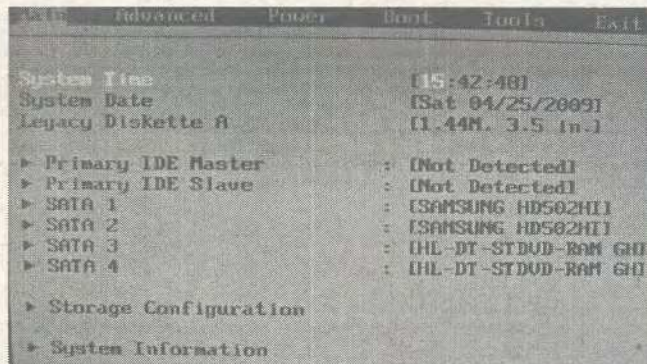 Main Advanced Power Boot Tools Exit
System Time [15:42:48]
System Date [Sat 04/25/2009]
Legacy Diskette A [1.44M, 3.5 in.]
► Primary IDE Master : [Not Detected]
► Primary IDE Slave : [Not Detected]
► SATA 1 : [SAMSUNG HD502HI]
► SATA 2 : [SAMSUNG HD502HI]
► SATA 3 : [HL-DT-STDVD-RAM GH]
► SATA 4 : [HL-DT-STDVD-RAM GH]
► Storage Configuration
► System Information